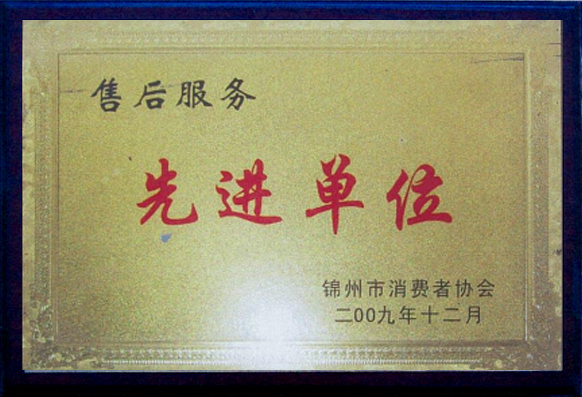 售后服务
先进单位
锦州市消费者协会
二00九年十二月